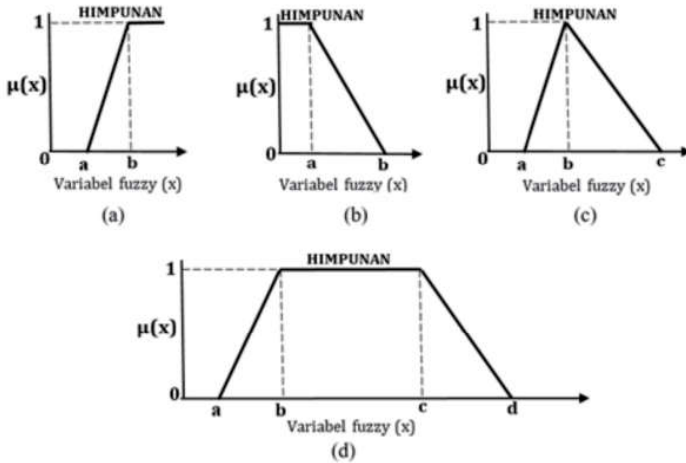 HIMPUNAN
1
μ(x)
0
a b
Variabel fuzzy (x)
(a)
HIMPUNAN
1
μ(x)
0
a b
Variabel fuzzy (x)
(b)
HIMPUNAN
1
μ(x)
0
a b c
Variabel fuzzy (x)
(c)
HIMPUNAN
1
μ(x)
0
a b c d
Variabel fuzzy (x)
(d)